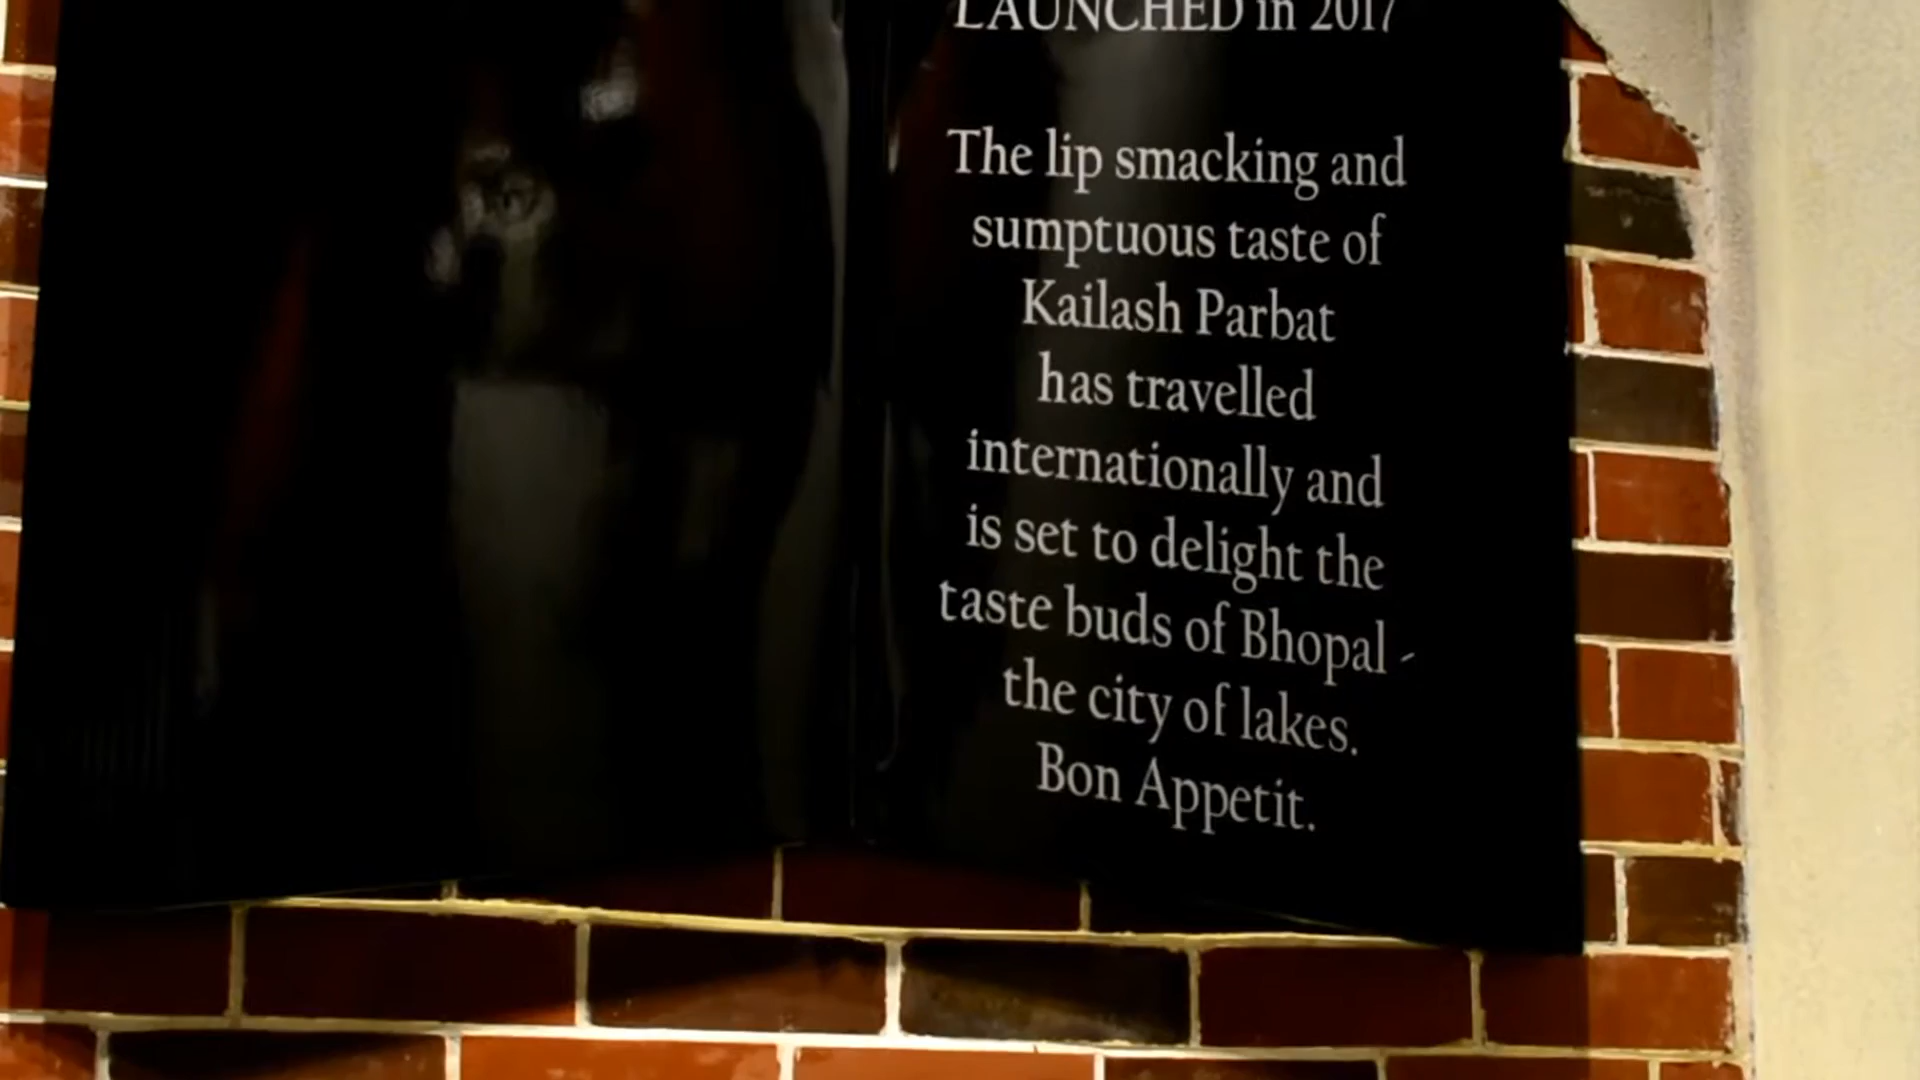 LAUNCHED in 2017
The lip smacking and
sumptuous taste of
Kailash Parbat
has travelled
internationally and
is set to delight the
taste buds of Bhopal -
the city of lakes.
Bon Appetit.